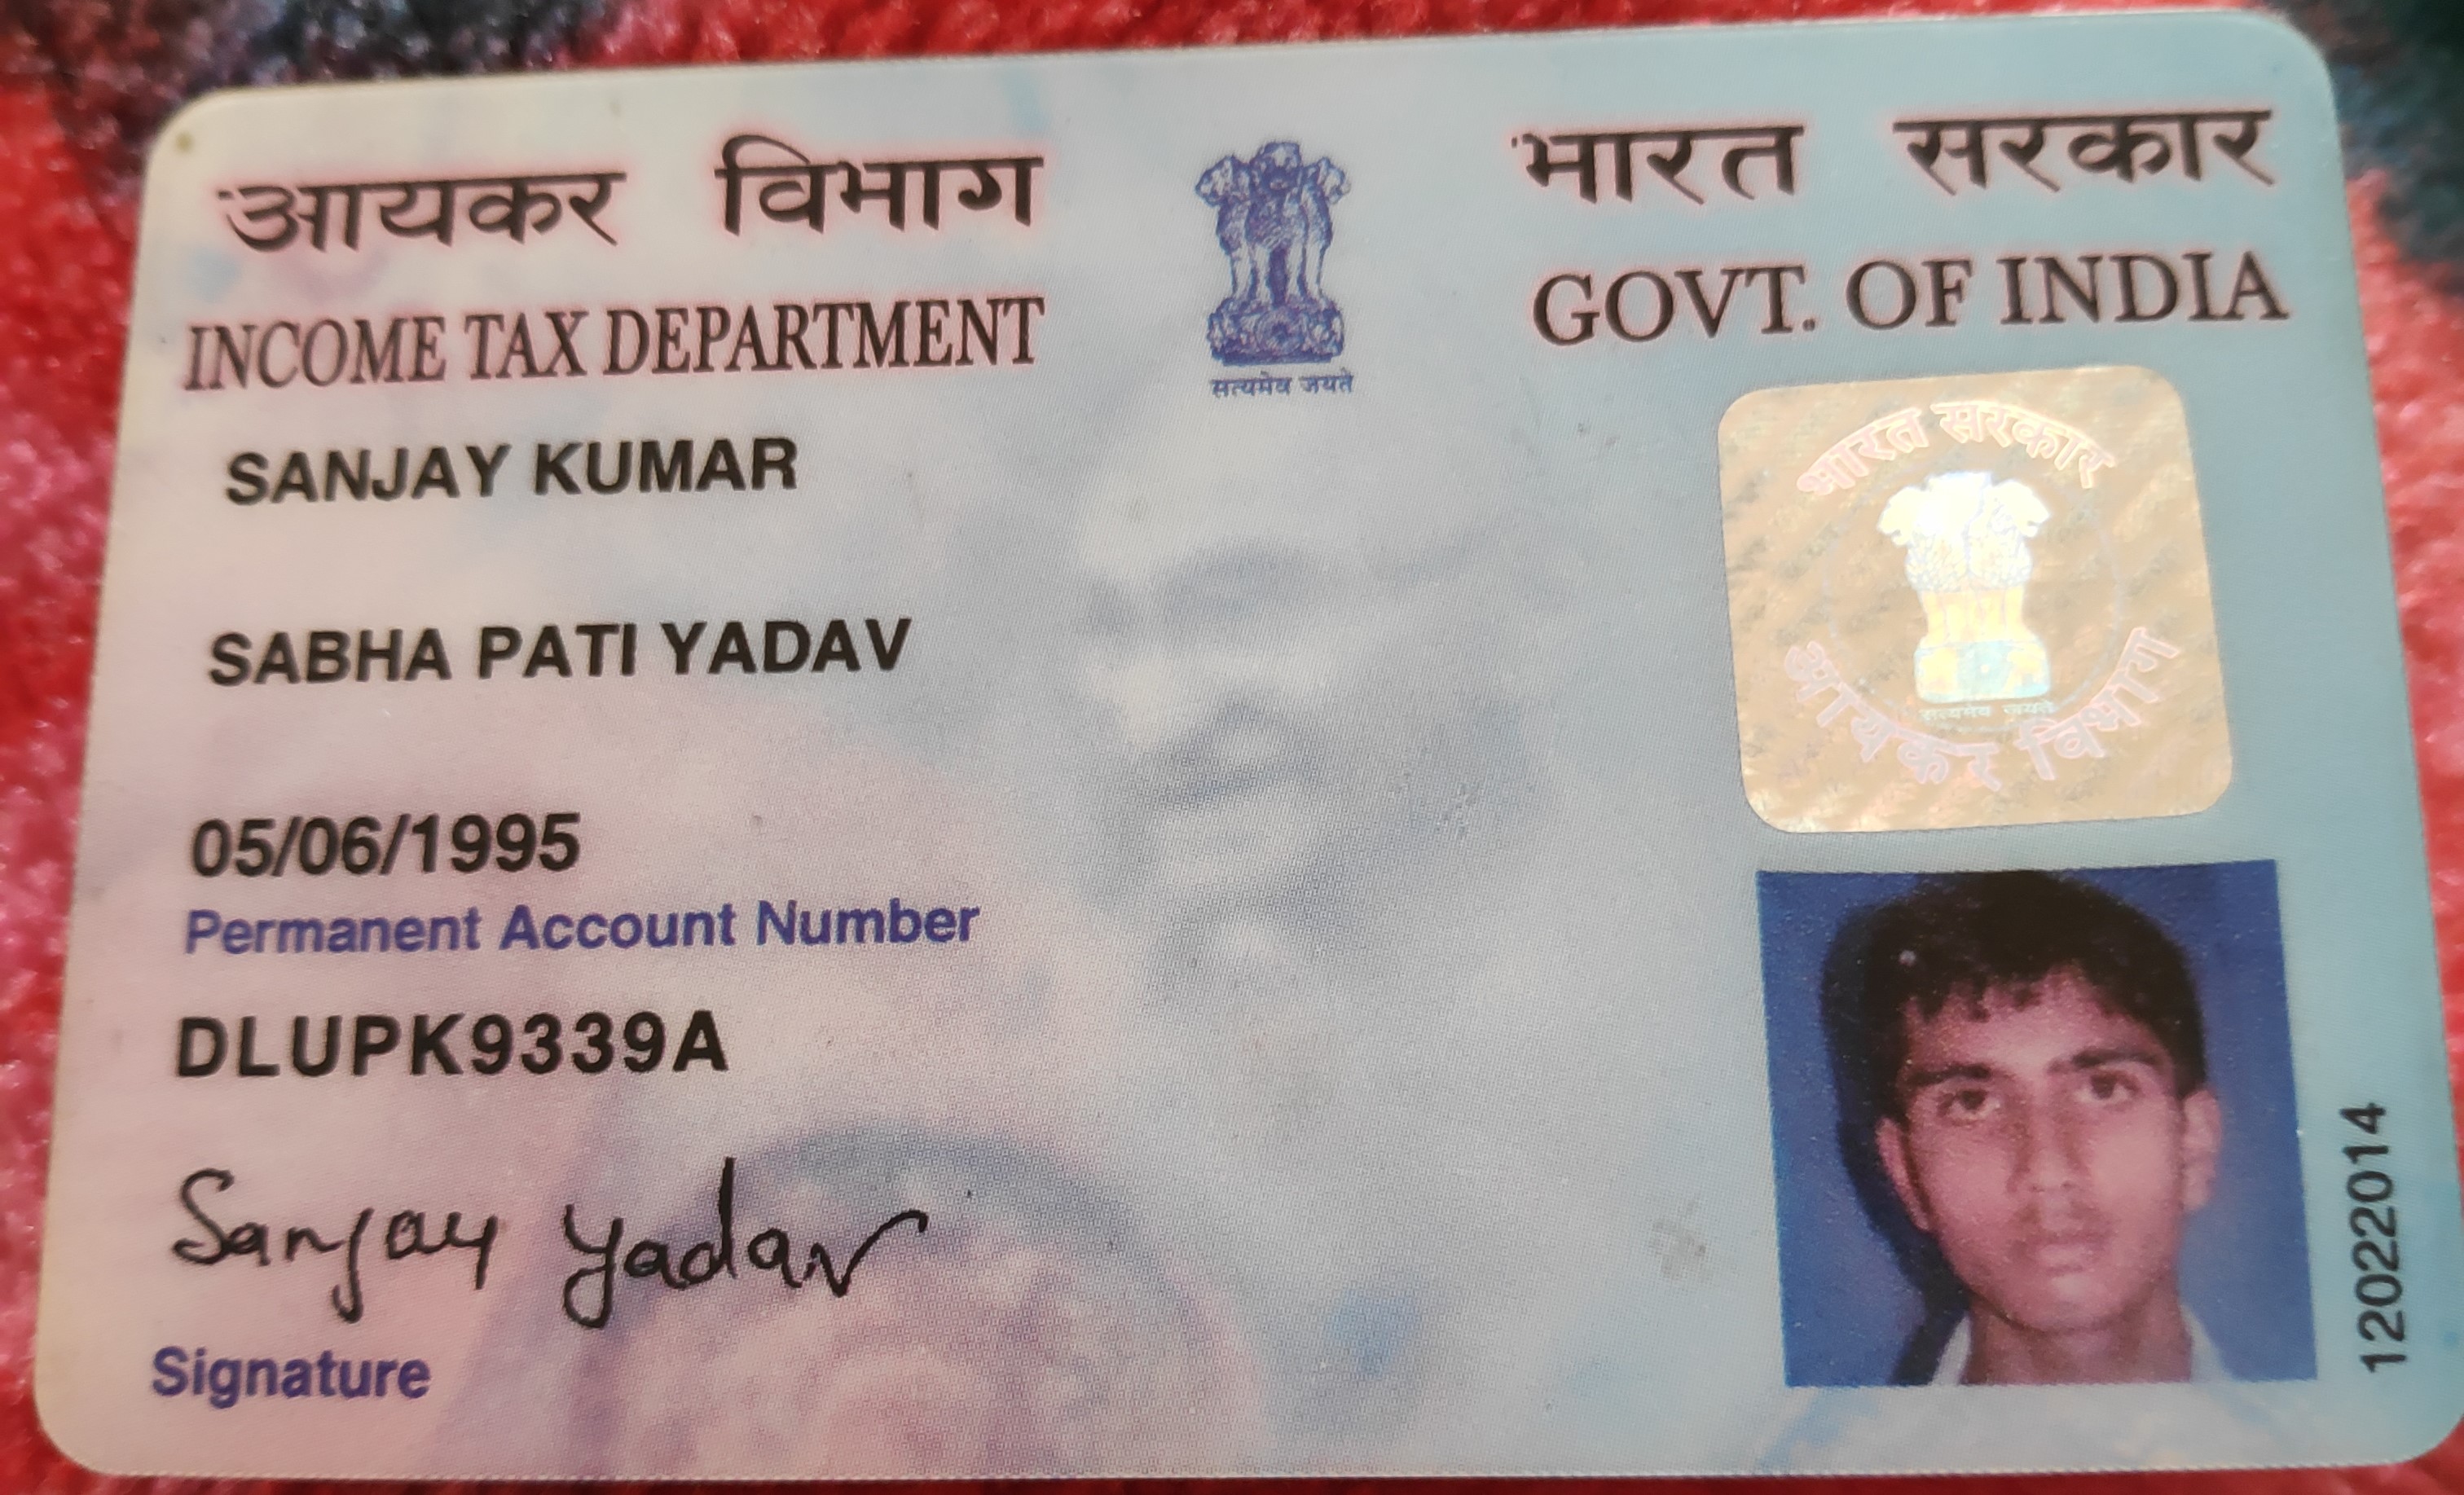 आयकर विभाग
INCOME TAX DEPARTMENT
सत्यमेव जयते
भारत सरकार
GOVT. OF INDIA
SANJAY KUMAR
SABHA PATI YADAV
05/06/1995
Permanent Account Number
DLUPK9339A
Sanjay Yadav
Signature
भारत सरकार
सत्यमेव जयते
आयकर विभाग
12022014